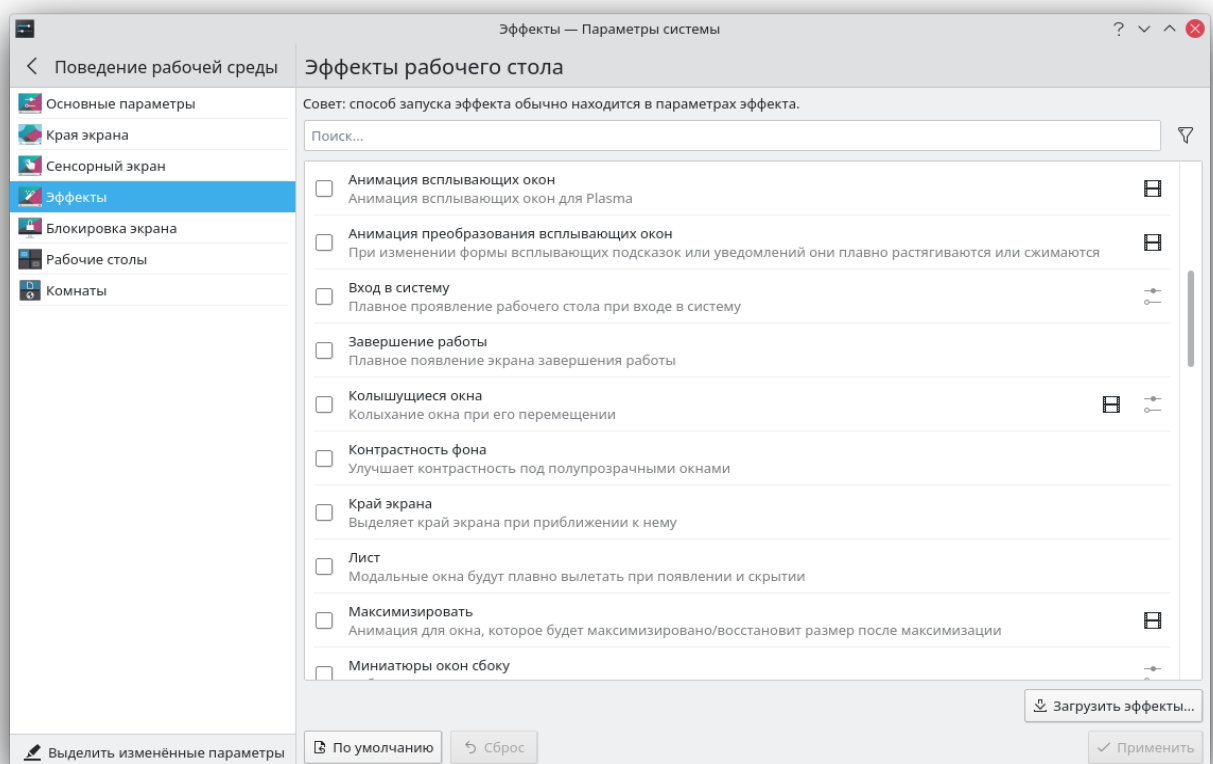 Эффекты — Параметры системы
Поведение рабочей среды
Эффекты рабочего стола
Основные параметры
Края экрана
Сенсорный экран
Эффекты
Блокировка экрана
Рабочие столы
Комнаты
Выделить изменённые параметры
Совет: способ запуска эффекта обычно находится в параметрах эффекта.
Поиск...
Анимация всплывающих окон
Анимация всплывающих окон для Plasma
Анимация преобразования всплывающих окон
При изменении формы всплывающих подсказок или уведомлений они плавно растягиваются или сжимаются
Вход в систему
Плавное проявление рабочего стола при входе в систему
Завершение работы
Плавное появление экрана завершения работы
Колышущиеся окна
Колыхание окна при его перемещении
Контрастность фона
Улучшает контрастность под полупрозрачными окнами
Край экрана
Выделяет край экрана при приближении к нему
Лист
Модальные окна будут плавно вылетать при появлении и скрытии
Максимизировать
Анимация для окна, которое будет максимизировано/восстановит размер после максимизации
Миниатюры окон сбоку
Загрузить эффекты...
По умолчанию
Сброс
Применить